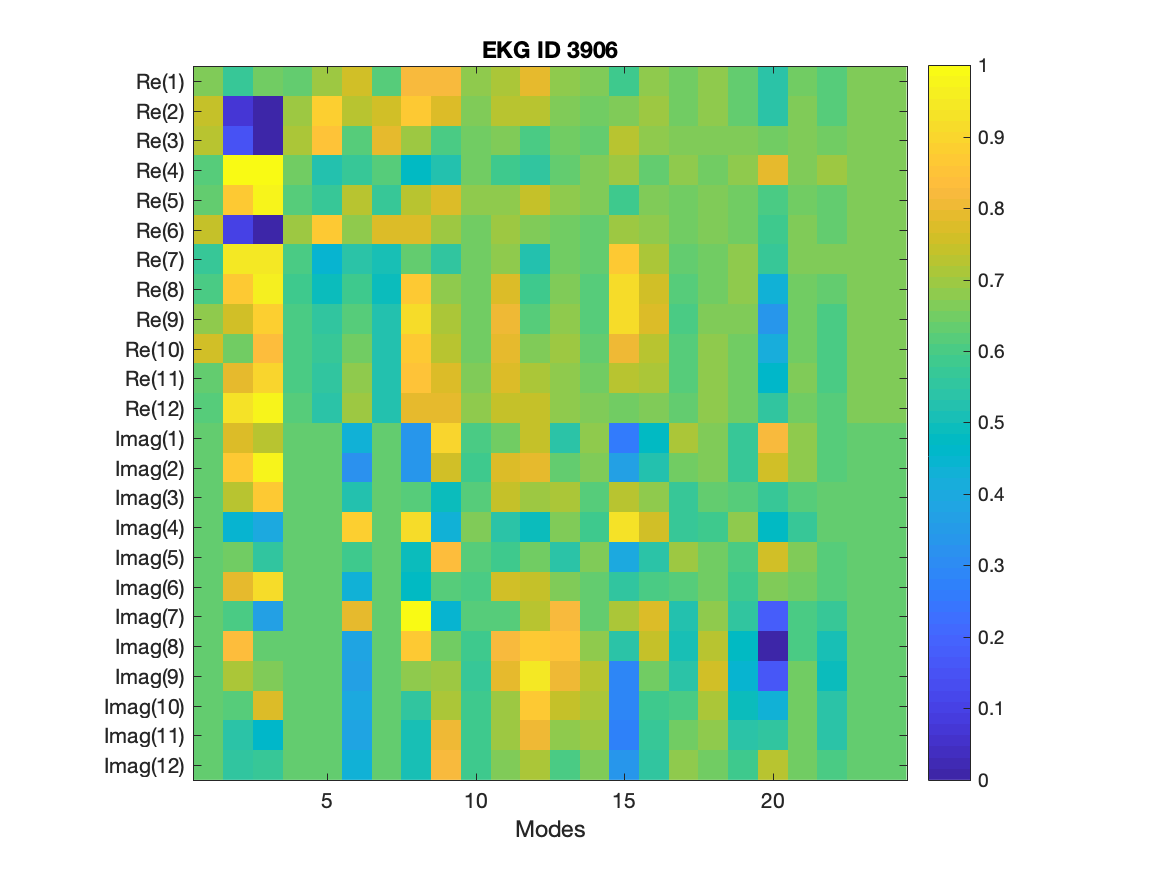 EKG ID 3906
Re(1)
Re(2)
Re(3)
Re(4)
Re(5)
Re(6)
Re(7)
Re(8)
Re(9)
Re(10)
Re(11)
Re(12)
Imag(1)
Imag(2)
Imag(3)
Imag(4)
Imag(5)
Imag(6)
Imag(7)
Imag(8)
Imag(9)
Imag(10)
Imag(11)
Imag(12)
5 10 15 20
Modes
1
0.9
0.8
0.7
0.6
0.5
0.4
0.3
0.2
0.1
0